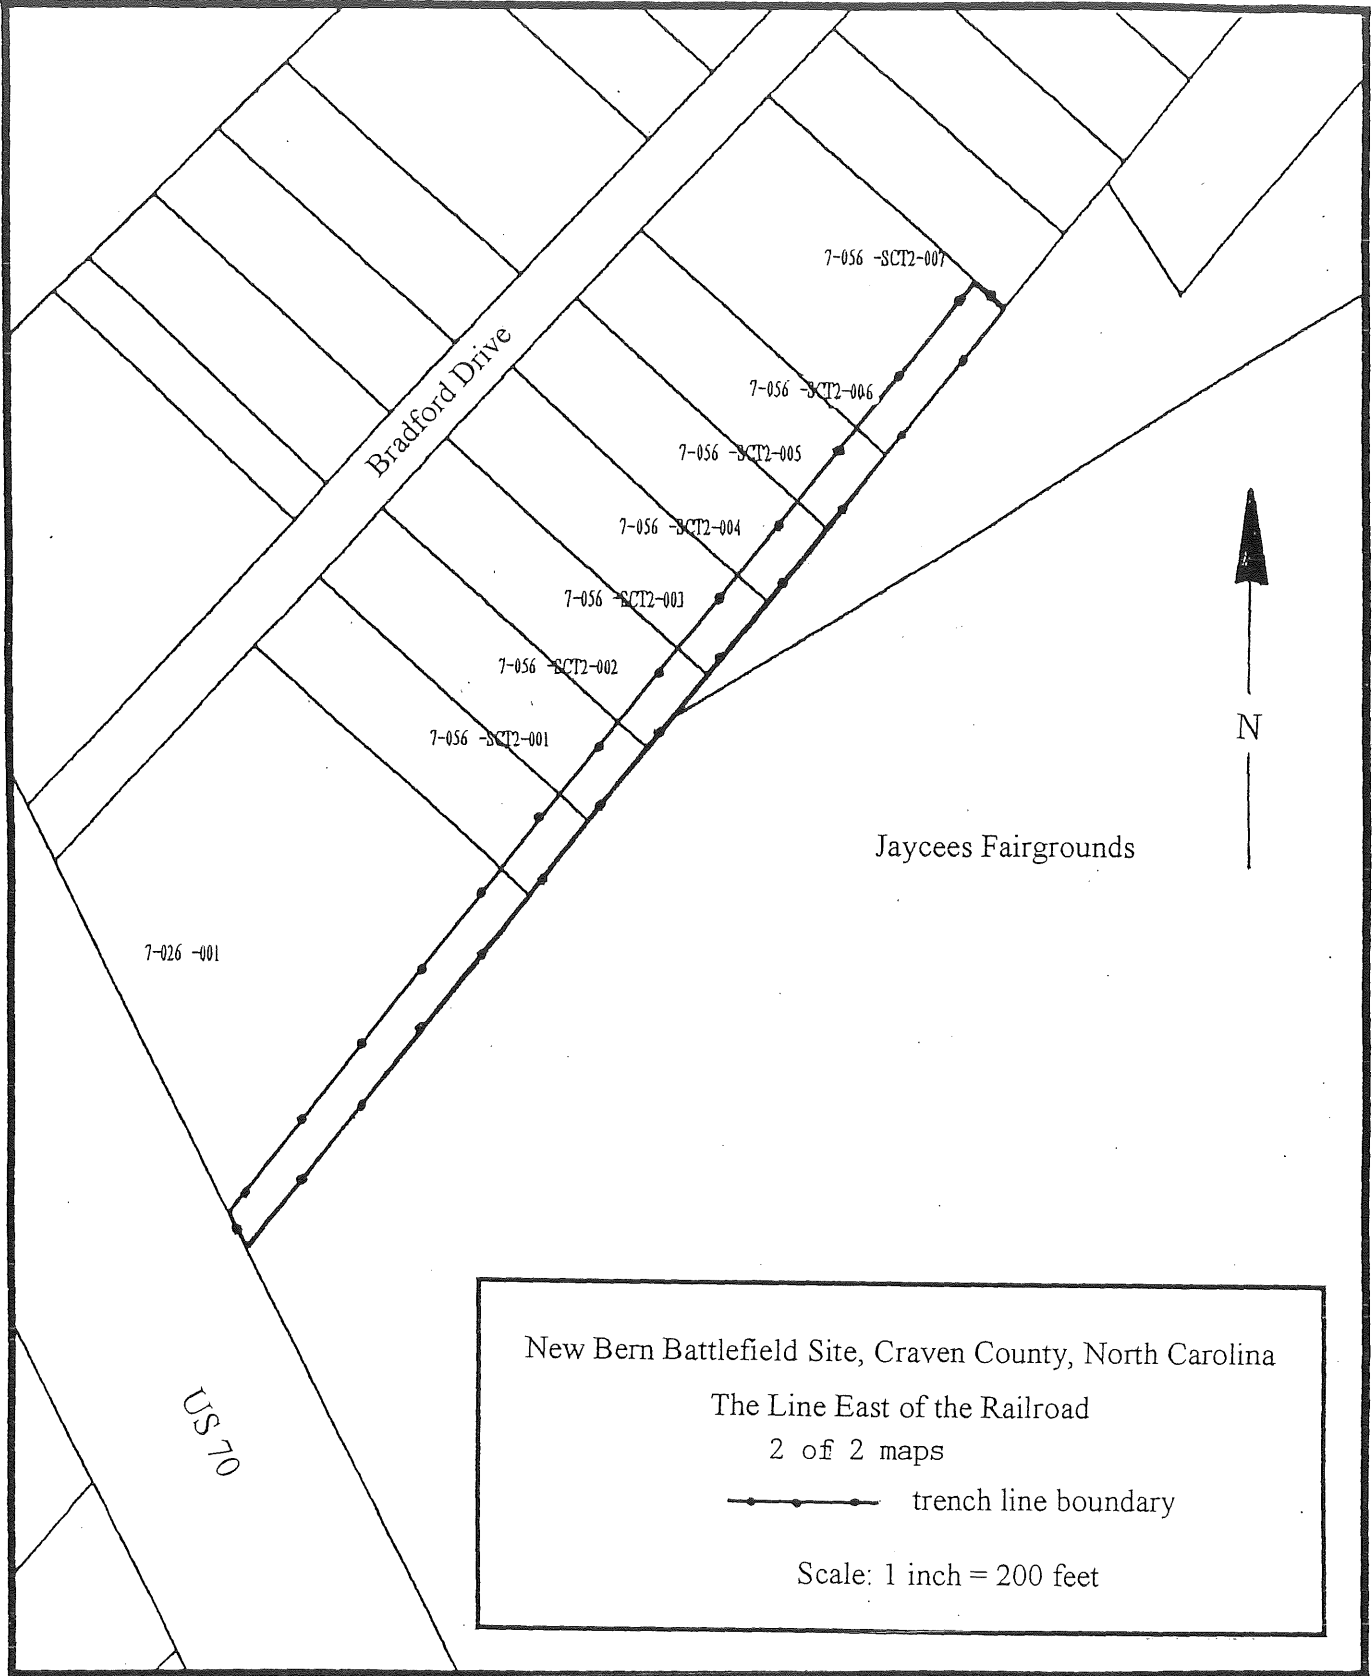 7-056 -SCT2-007
7-056 -SCT2-006
Bradford Drive
7-056 -SCT2-005
7-056 -SCT2-004
7-056 -SCT2-003
7-056 -SCT2-002
7-056 -SCT2-001
N
Jaycees Fairgrounds
7-026 -001
US 70
New Bern Battlefield Site, Craven County, North Carolina
The Line East of the Railroad
2 of 2 maps
trench line boundary
Scale: 1 inch = 200 feet